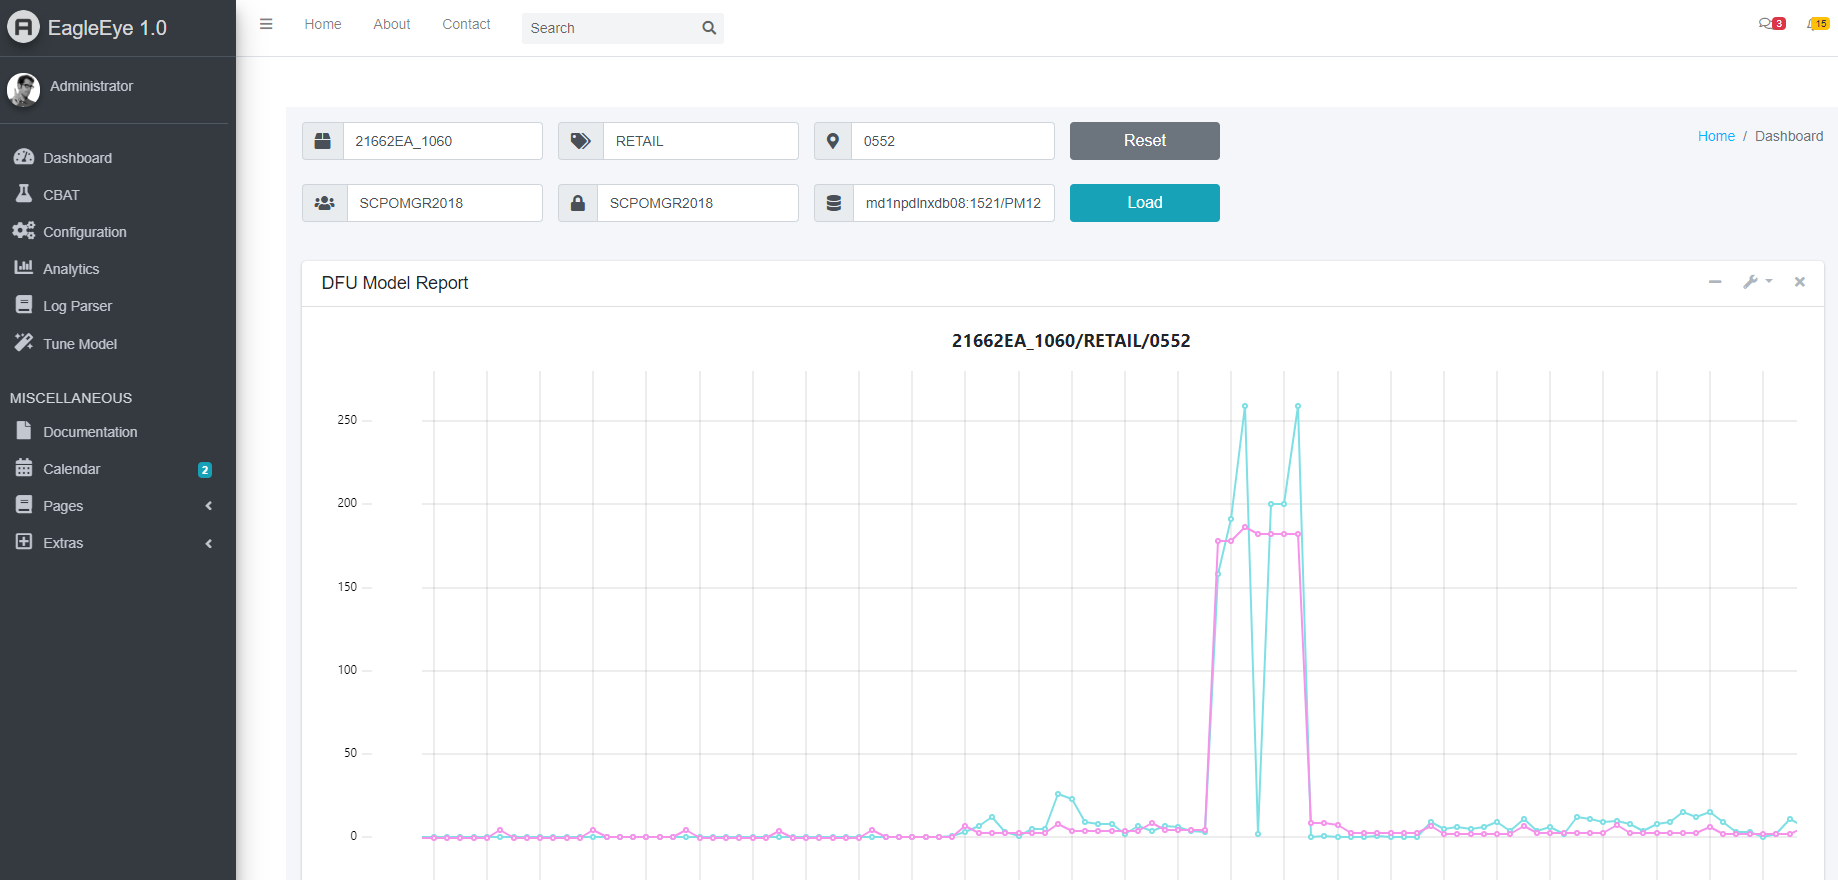 EagleEye 1.0
Home About Contact Search 3 15
Administrator
Dashboard
CBAT
Configuration
Analytics
Log Parser
Tune Model
MISCELLANEOUS
Documentation
Calendar 2
Pages
Extras
21662EA_1060 RETAIL 0552 Reset
Home / Dashboard
SCPOMGR2018 SCPOMGR2018 md1npdlnxdb08:1521/PM12 Load
DFU Model Report
21662EA_1060/RETAIL/0552
250
200
150
100
50
0